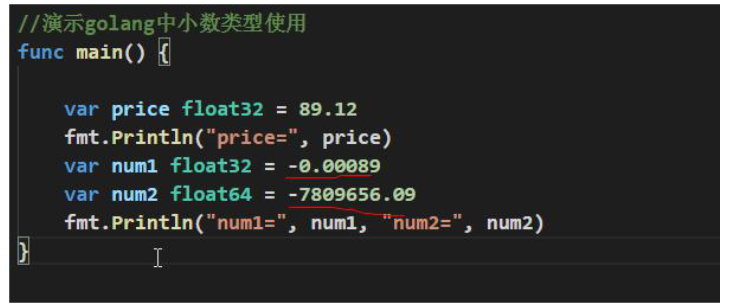 //演示golang中小数类型使用
func main() {
var price float32 = 89.12
fmt.Println("price=", price)
var num1 float32 = -0.00089
var num2 float64 = -7809656.09
fmt.Println("num1=", num1, "num2=", num2)
}